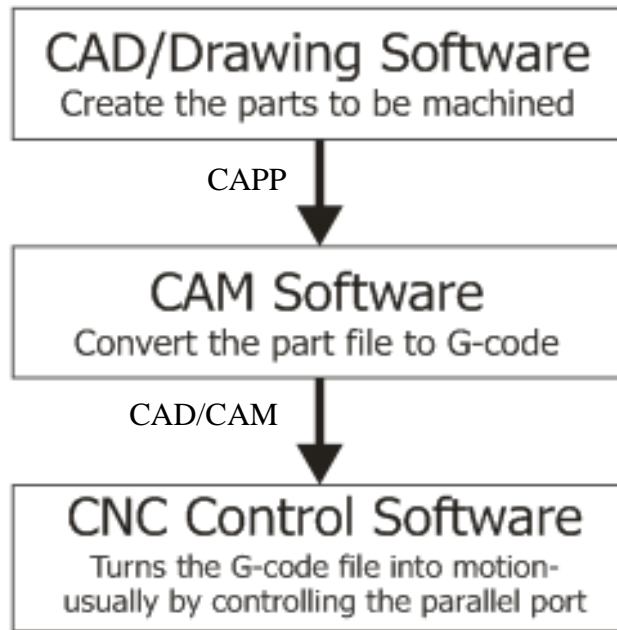 CAD/Drawing Software
Create the parts to be machined
CAPP
CAM Software
Convert the part file to G-code
CAD/CAM
CNC Control Software
Turns the G-code file into motion-
usually by controlling the parallel port